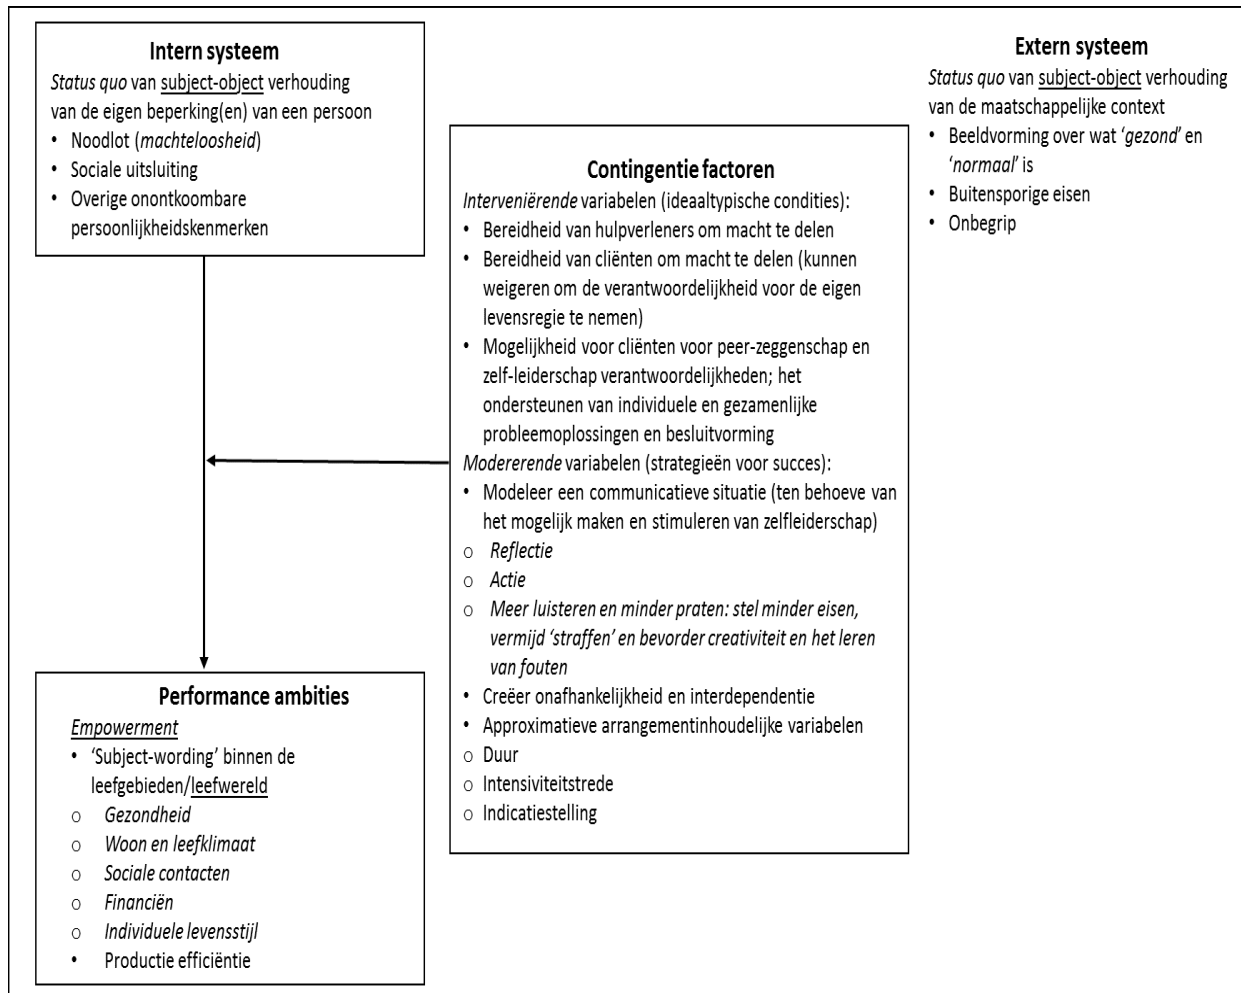 Intern systeem
Status quo van subject-object verhouding
van de eigen beperking(en) van een persoon
• Noodlot (machteloosheid)
• Sociale uitsluiting
• Overige onontkoombare
persoonlijkheidskenmerken
Contingentie factoren
Interveniërende variabelen (ideaaltypische condities):
• Bereidheid van hulpverleners om macht te delen
• Bereidheid van cliënten om macht te delen (kunnen
weigeren om de verantwoordelijkheid voor de eigen
levensregie te nemen)
• Mogelijkheid voor cliënten voor peer-zeggenschap en
zelf-leiderschap verantwoordelijkheden; het
ondersteunen van individuele en gezamenlijke
probleemoplossingen en besluitvorming
Modererende variabelen (strategieën voor succes):
• Modeleer een communicatieve situatie (ten behoeve van
het mogelijk maken en stimuleren van zelfleiderschap)
o Reflectie
o Actie
o Meer luisteren en minder praten: stel minder eisen,
vermijd ‘straffen’ en bevorder creativiteit en het leren
van fouten
• Creëer onafhankelijkheid en interdependentie
• Approximatieve arrangementinhoudelijke variabelen
o Duur
o Intensiviteitstrede
o Indicatiestelling
Extern systeem
Status quo van subject-object verhouding
van de maatschappelijke context
• Beeldvorming over wat ‘gezond’ en
‘normaal’ is
• Buitensporige eisen
• Onbegrip
Performance ambities
Empowerment
• ‘Subject-wording’ binnen de
leefgebieden/leefwereld
o Gezondheid
o Woon en leefklimaat
o Sociale contacten
o Financiën
o Individuele levensstijl
• Productie efficiëntie